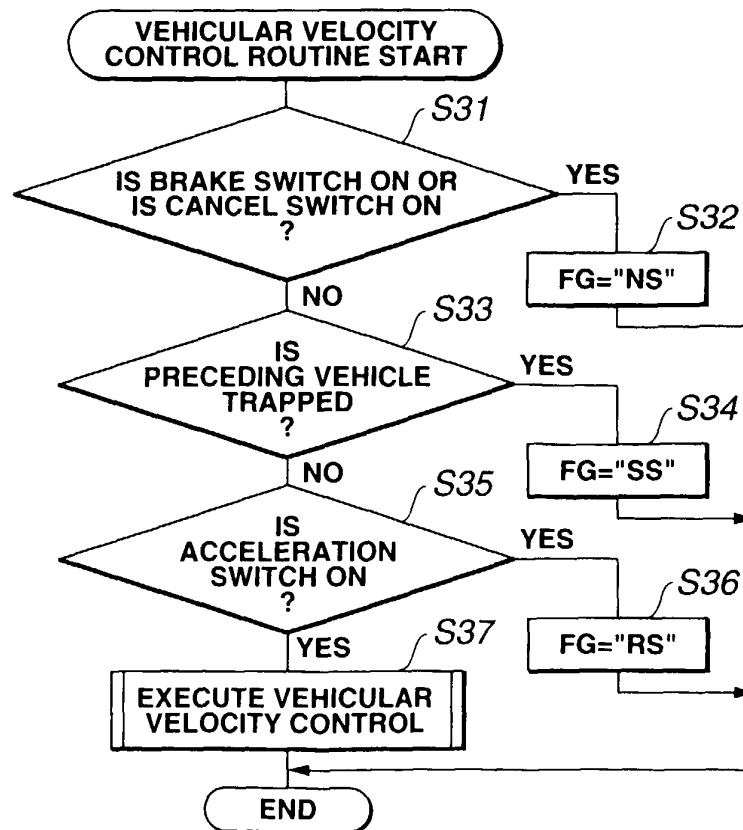 VEHICULAR VELOCITY
CONTROL ROUTINE START
S31
IS BRAKE SWITCH ON OR
IS CANCEL SWITCH ON
?
YES
S32
FG="NS"
NO
S33
IS
PRECEDING VEHICLE
TRAPPED
?
YES
S34
FG="SS"
NO
S35
IS
ACCELERATION
SWITCH ON
?
YES
S36
FG="RS"
YES
S37
EXECUTE VEHICULAR
VELOCITY CONTROL
END